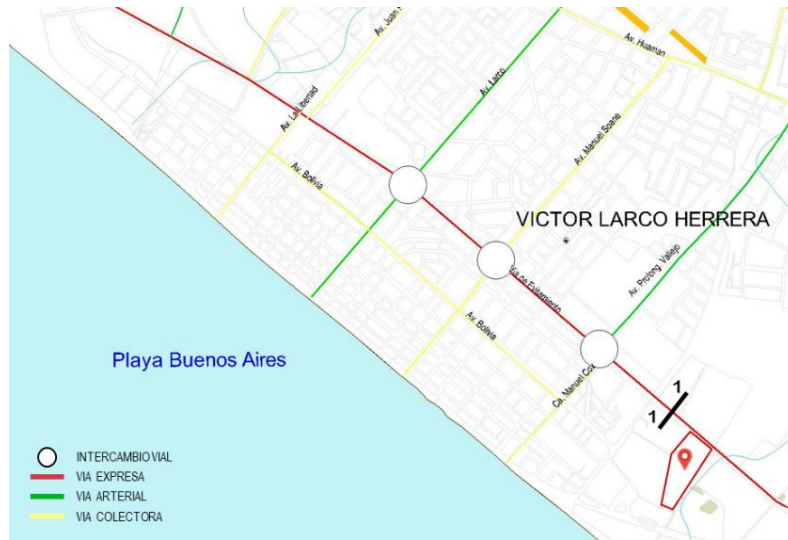 Av. Juan
Av. Huaman
Av. Larco
Av. La Libertad
Av. Manuel Soane
Av. Bolivia
VICTOR LARCO HERRERA
Av. Prolong. Vallejo
Via de Evitamiento
Av. Bolivia
Playa Buenos Aires
Ca. Manuel Cox
1
1
INTERCAMBIO VIAL
VIA EXPRESA
VIA ARTERIAL
VIA COLECTORA